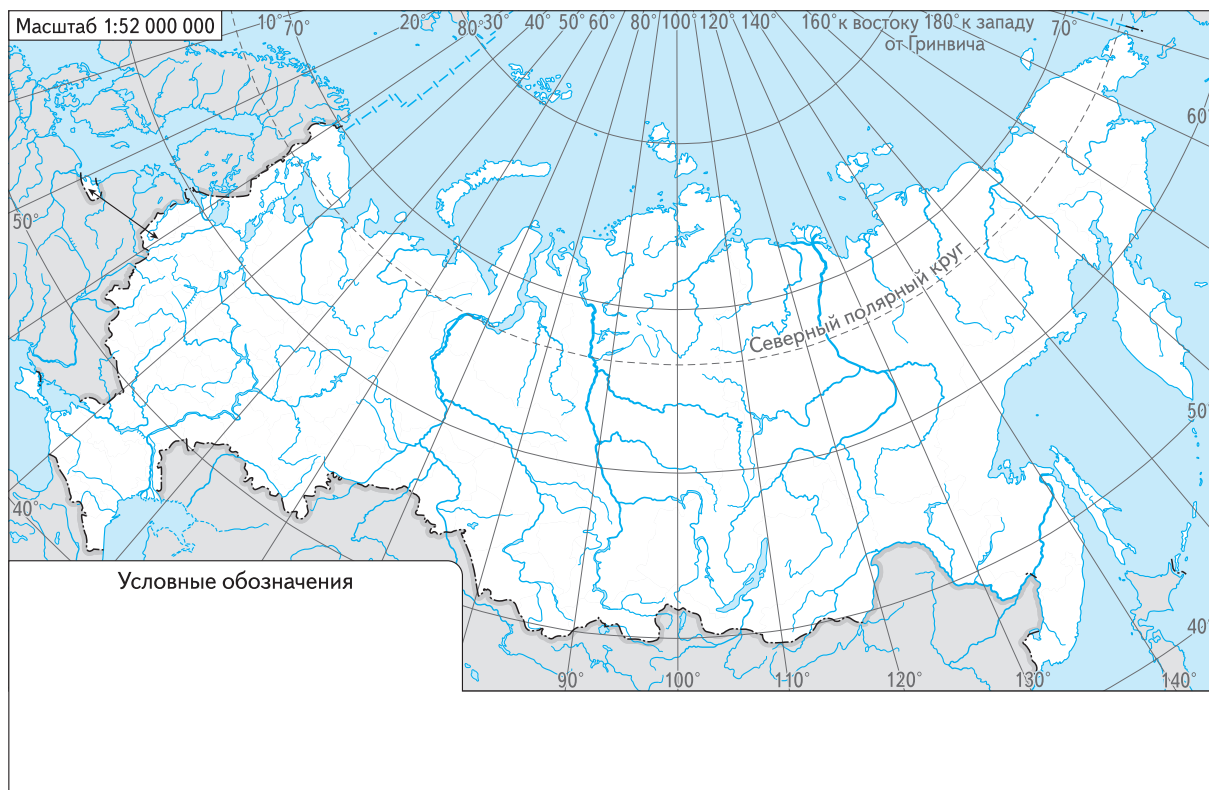 Масштаб 1:52 000 000
10° 70° 20° 80° 30° 40° 50° 60° 80° 100° 120° 140° 160° к востоку 180° к западу 70°
от Гринвича
60°
50°
Северный полярный круг
50°
40°
Условные обозначения
40°
90° 100° 110° 120° 130° 140°